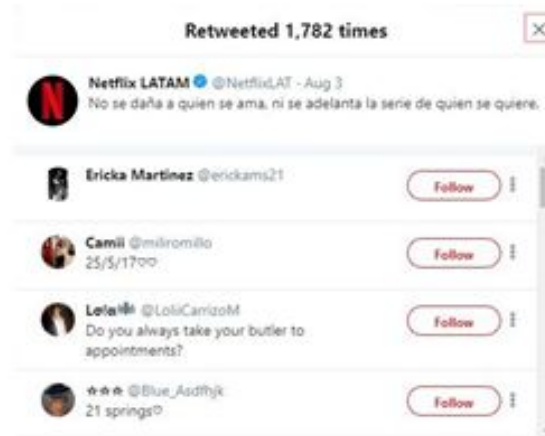 Retweeted 1,782 times
Netflix LATAM @NetflixLAT - Aug 3
No se daña a quien se ama, ni se adelanta la serie de quien se quiere.
Ericka Martinez @erickams21
Follow
Camii @miliromillo
25/5/17♡♡
Follow
Lola @LoliiCarrizoM
Do you always take your butler to
appointments?
Follow
☆☆☆ @Blue_Asdfhjk
21 springs♡
Follow